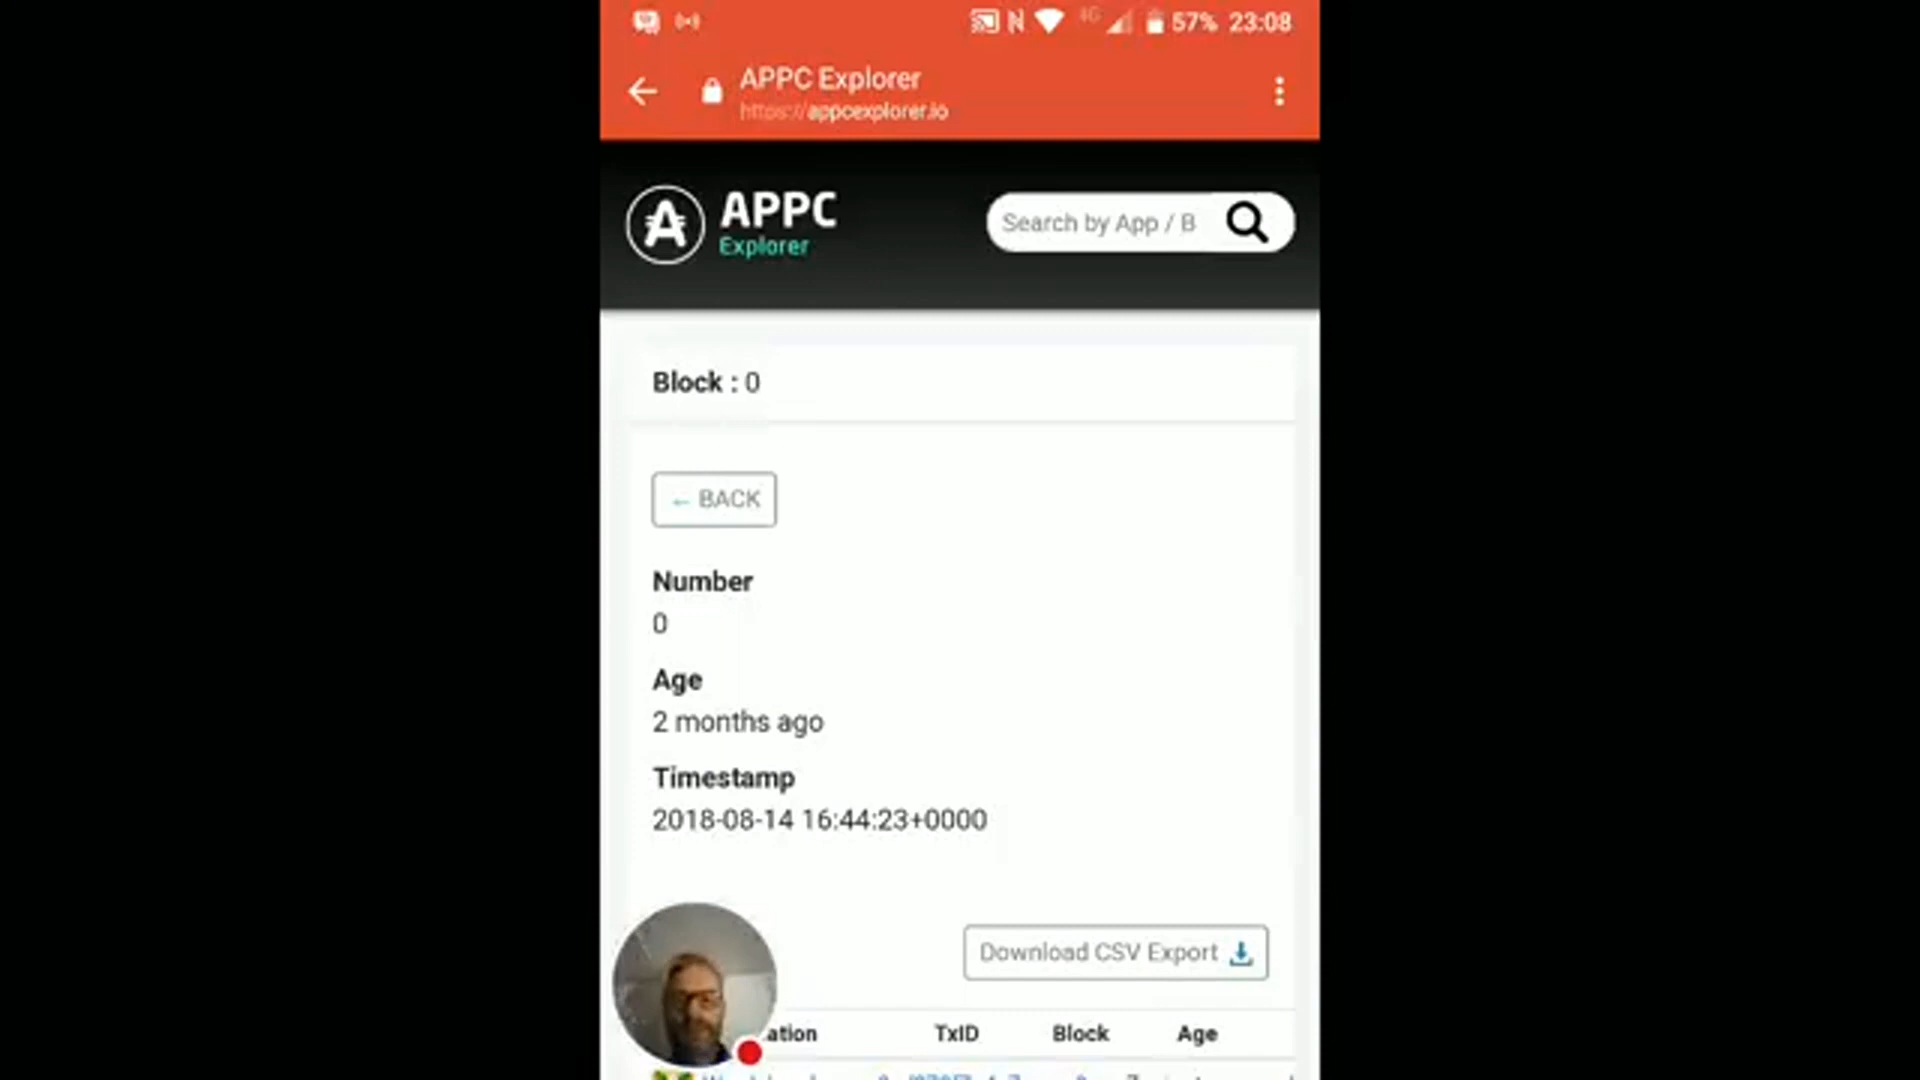 57% 23:08
APPC Explorer
https://appcexplorer.io
APPC
Explorer
Search by App / B
Block : 0
← BACK
Number
0
Age
2 months ago
Timestamp
2018-08-14 16:44:23+0000
Download CSV Export
ation TxID Block Age